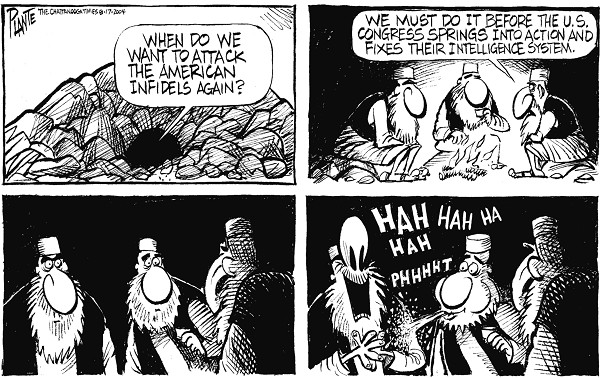 PLANTE
THE CHATTANOOGA TIMES 8-17-2004
WHEN DO WE
WANT TO ATTACK
THE AMERICAN
INFIDELS AGAIN?
WE MUST DO IT BEFORE THE U.S.
CONGRESS SPRINGS INTO ACTION AND
FIXES THEIR INTELLIGENCE SYSTEM.
HAH HAH HA
HAH
PHHHHT